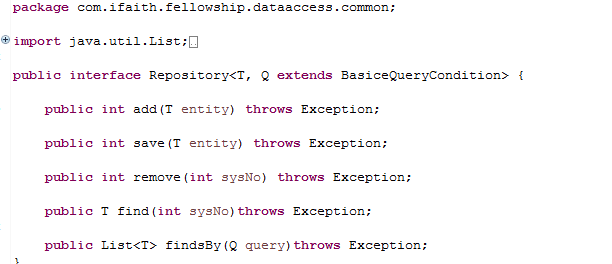 package com.ifaith.fellowship.dataaccess.common;
import java.util.List;
public interface Repository<T, Q extends BasiceQueryCondition> {
public int add(T entity) throws Exception;
public int save(T entity) throws Exception;
public int remove(int sysNo) throws Exception;
public T find(int sysNo)throws Exception;
public List<T> findsBy(Q query)throws Exception;
}